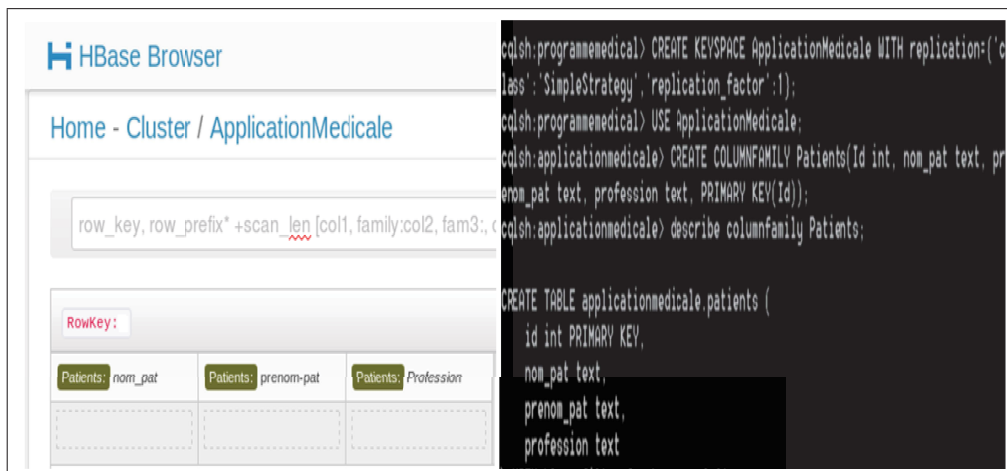 HBase Browser
Home - Cluster / ApplicationMedicale
row_key, row_prefix* +scan_len [col1, family:col2, fam3:, c
RowKey:
Patients: nom_pat Patients: prenom-pat Patients: Profession
cqlsh:programmemedical> CREATE KEYSPACE ApplicationMedicale WITH replication={'c
lass':'SimpleStrategy','replication_factor':1};
cqlsh:programmemedical> USE ApplicationMedicale;
cqlsh:applicationmedicale> CREATE COLUMNFAMILY Patients(Id int, nom_pat text, pr
enom_pat text, profession text, PRIMARY KEY(Id));
cqlsh:applicationmedicale> describe columnfamily Patients;
CREATE TABLE applicationmedicale.patients (
id int PRIMARY KEY,
nom_pat text,
prenom_pat text,
profession text